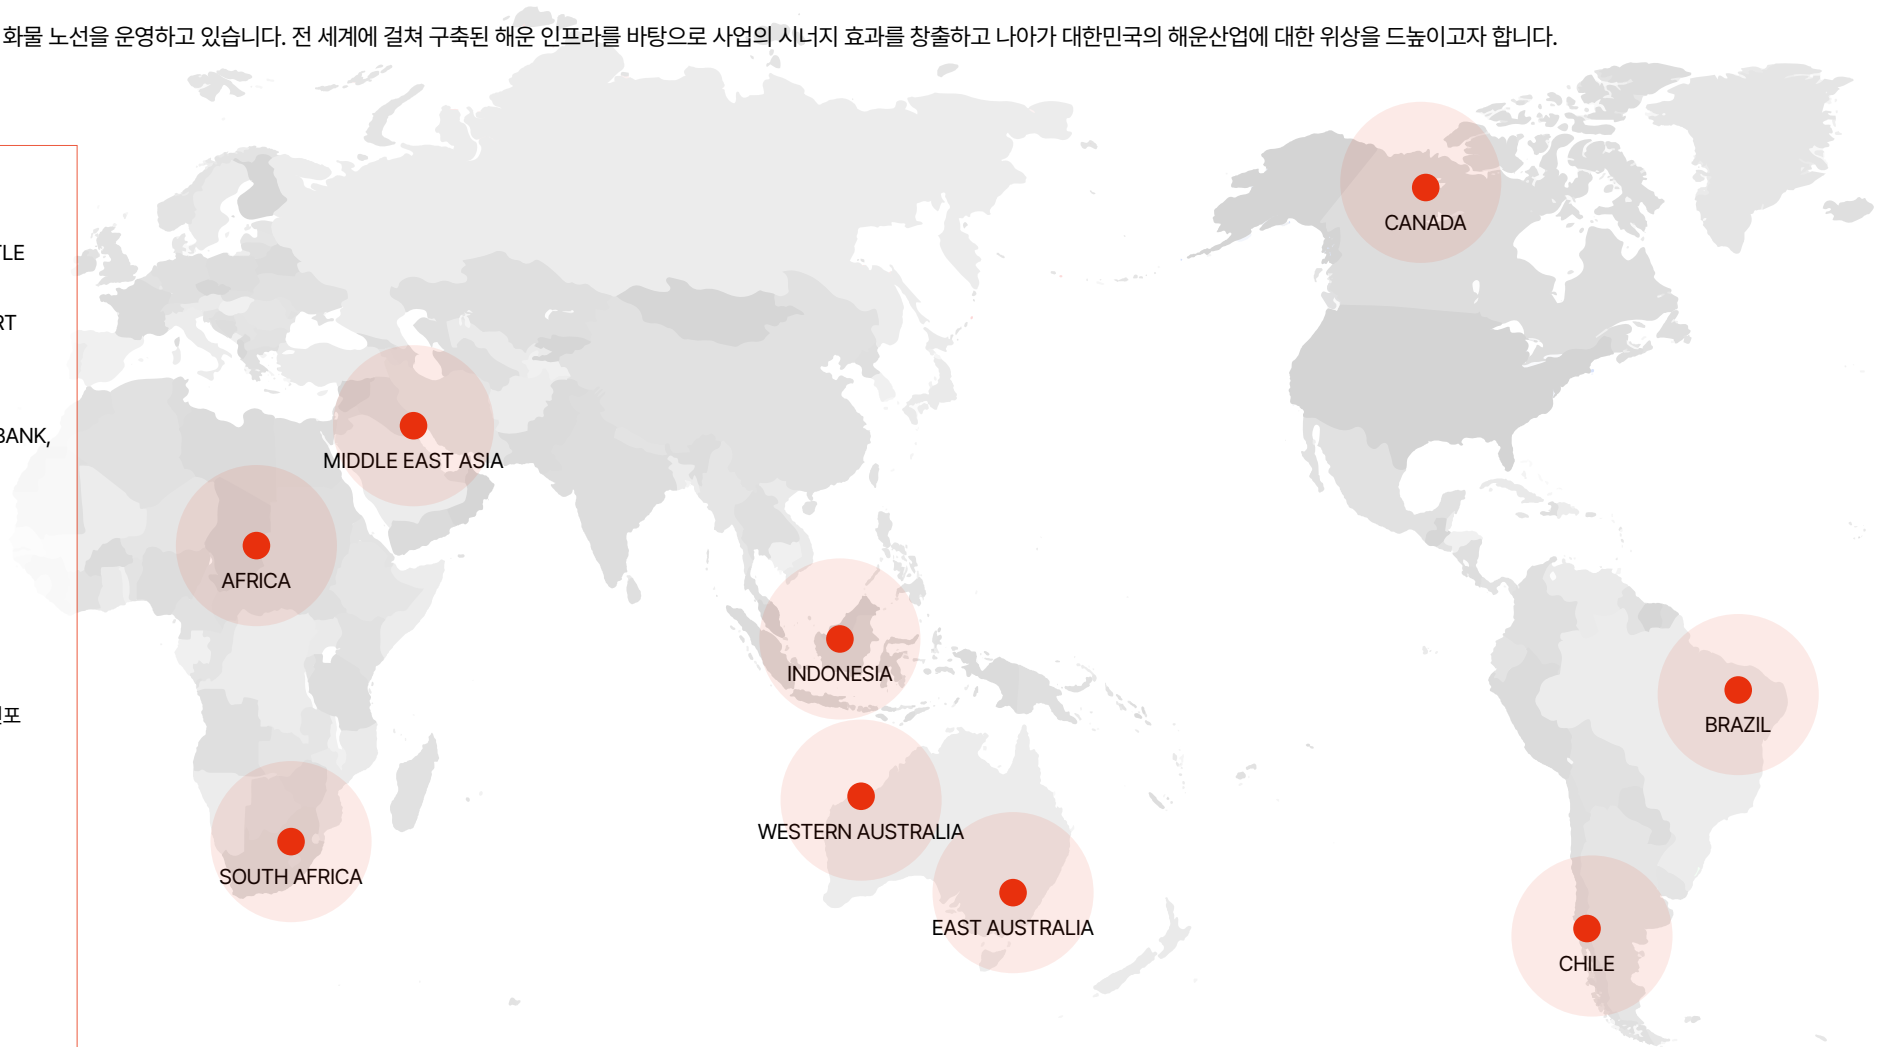 화물 노선을 운영하고 있습니다. 전 세계에 걸쳐 구축된 해운 인프라를 바탕으로 사업의 시너지 효과를 창출하고 나아가 대한민국의 해운산업에 대한 위상을 드높이고자 합니다.
TLE
RT
BANK,
포
CANADA
MIDDLE EAST ASIA
AFRICA
INDONESIA
BRAZIL
WESTERN AUSTRALIA
SOUTH AFRICA
EAST AUSTRALIA
CHILE